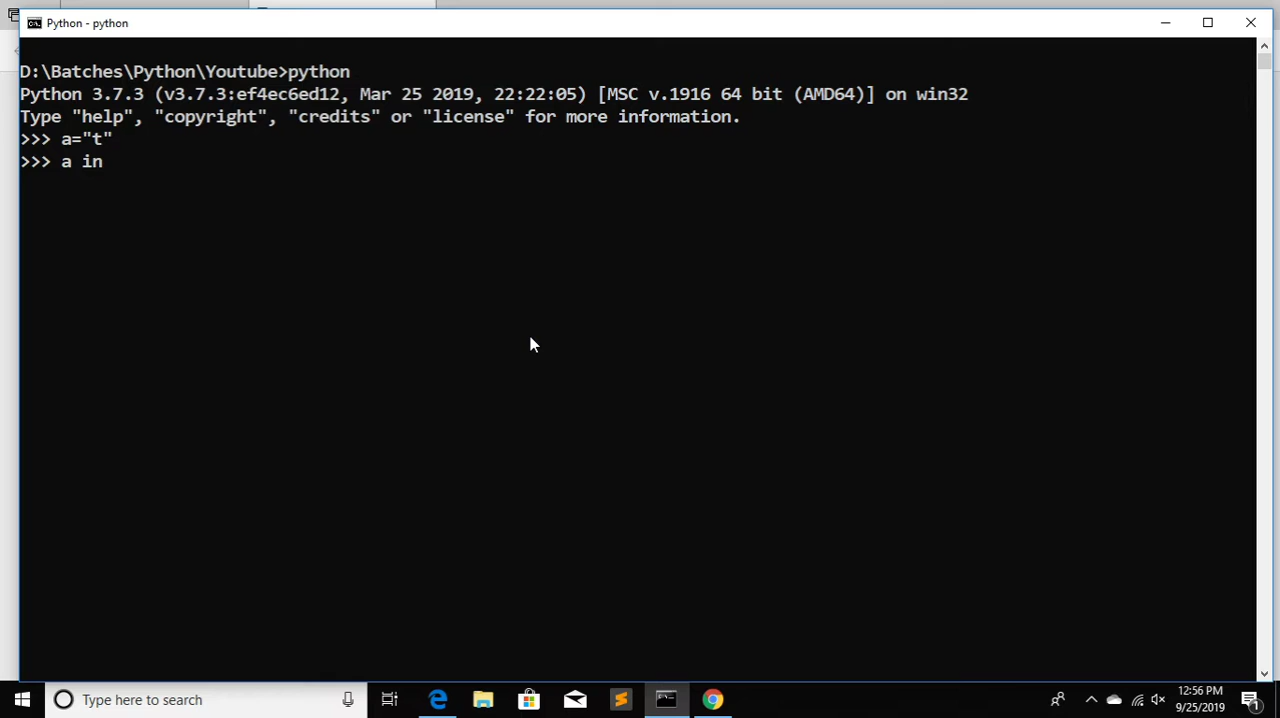 Python - python
D:\Batches\Python\Youtube>python
Python 3.7.3 (v3.7.3:ef4ec6ed12, Mar 25 2019, 22:22:05) [MSC v.1916 64 bit (AMD64)] on win32
Type "help", "copyright", "credits" or "license" for more information.
>>> a="t"
>>> a in
Type here to search
12:56 PM
9/25/2019
1